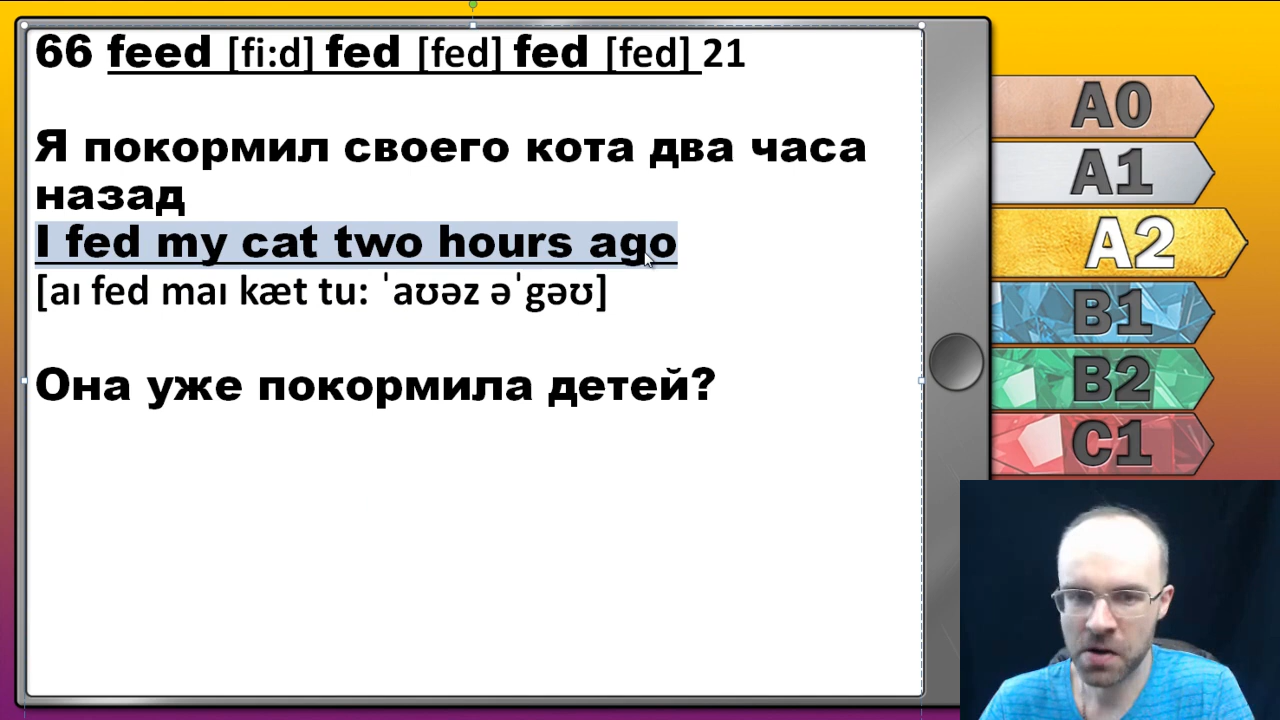 66 feed [fi:d] fed [fed] fed [fed] 21
Я покормил своего кота два часа
назад
I fed my cat two hours ago
[aɪ fed maɪ kæt tu: ˈaʊəz əˈgəʊ]
Она уже покормила детей?
A0
A1
A2
B1
B2
C1